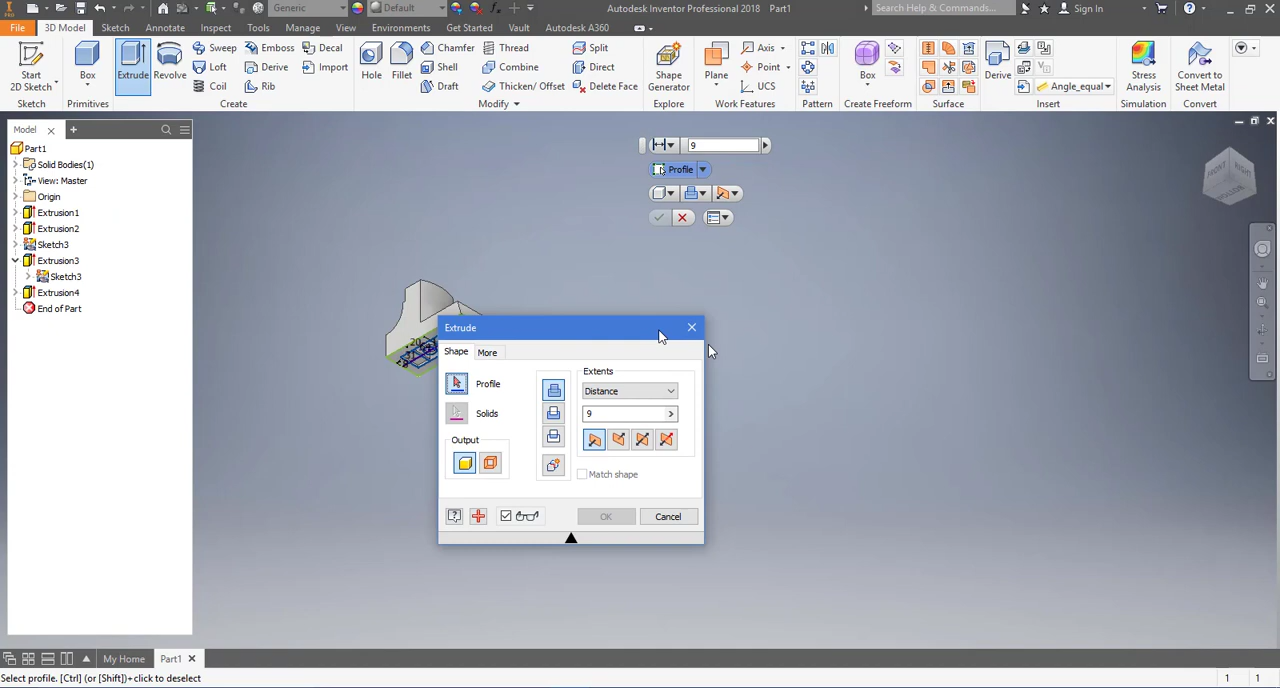 Generic
Default
Autodesk Inventor Professional 2018 Part1
Search Help & Commands...
Sign In
File
3D Model
Sketch
Annotate
Inspect
Tools
Manage
View
Environments
Get Started
Vault
Autodesk A360
Start
2D Sketch
Box
Extrude
Revolve
Sweep
Loft
Coil
Emboss
Derive
Rib
Decal
Import
Hole
Fillet
Chamfer
Shell
Draft
Thread
Combine
Thicken/ Offset
Split
Direct
Delete Face
Shape
Generator
Plane
Axis
Point
UCS
Box
Derive
Angle_equal
Stress
Analysis
Convert to
Sheet Metal
Sketch
Primitives
Create
Modify
Explore
Work Features
Pattern
Create Freeform
Surface
Insert
Simulation
Convert
Model
Part1
Solid Bodies(1)
View: Master
Origin
Extrusion1
Extrusion2
Sketch3
Extrusion3
Sketch3
Extrusion4
End of Part
9
Profile
FRONT
RIGHT
20
Extrude
Shape
More
Profile
Solids
Output
Extents
Distance
9
Match shape
OK
Cancel
My Home
Part1
Select profile. [Ctrl] (or [Shift])+click to deselect
1 1